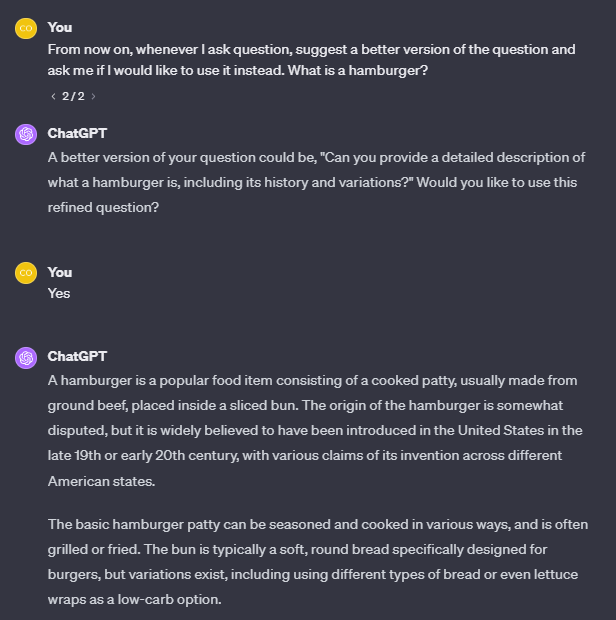 CO You
From now on, whenever I ask question, suggest a better version of the question and
ask me if I would like to use it instead. What is a hamburger?
< 2 / 2 >
ChatGPT
A better version of your question could be, "Can you provide a detailed description of
what a hamburger is, including its history and variations?" Would you like to use this
refined question?
CO You
Yes
ChatGPT
A hamburger is a popular food item consisting of a cooked patty, usually made from
ground beef, placed inside a sliced bun. The origin of the hamburger is somewhat
disputed, but it is widely believed to have been introduced in the United States in the
late 19th or early 20th century, with various claims of its invention across different
American states.
The basic hamburger patty can be seasoned and cooked in various ways, and is often
grilled or fried. The bun is typically a soft, round bread specifically designed for
burgers, but variations exist, including using different types of bread or even lettuce
wraps as a low-carb option.